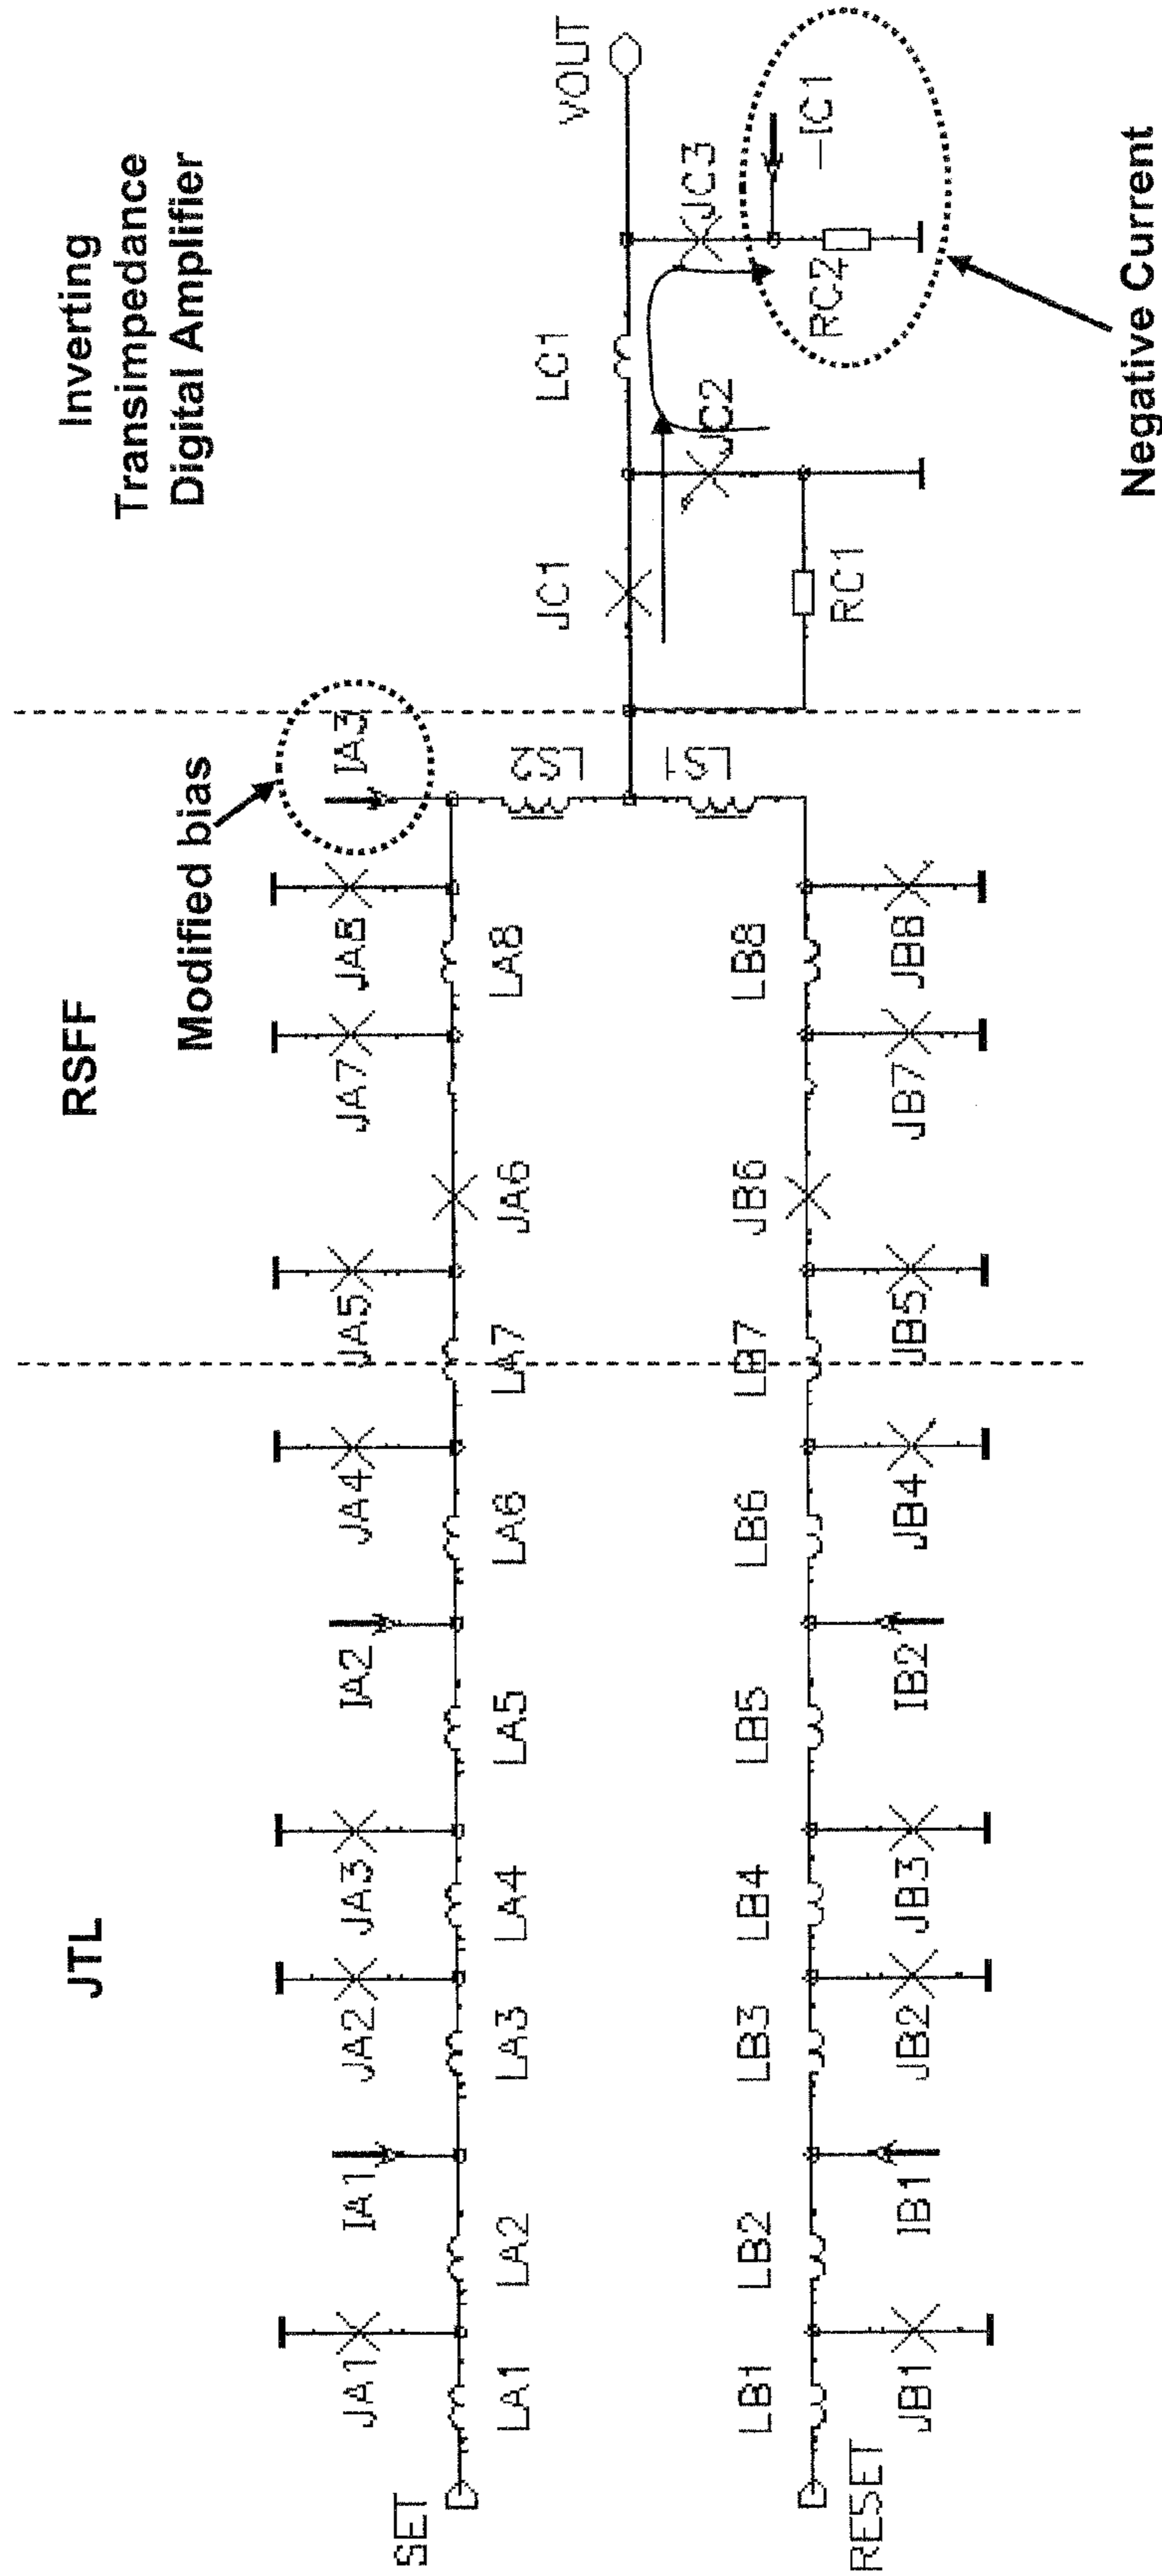 JTL
RSFF
Inverting
Transimpedance
Digital Amplifier
Modified bias
JA1
IA1
JA2
JA3
IA2
JA4
JA5
JA7
JA8
IA3
SET
LA1
LA2
LA3
LA4
LA5
LA6
LA7
JA6
LA8
LS2
LS1
JC1
LC1
VOUT
JC2
JC3
-IC1
RC1
RC2
LB1
LB2
LB3
LB4
LB5
LB6
LB7
JB6
LB8
RESET
JB1
IB1
JB2
JB3
IB2
JB4
JB5
JB7
JB8
Negative Current